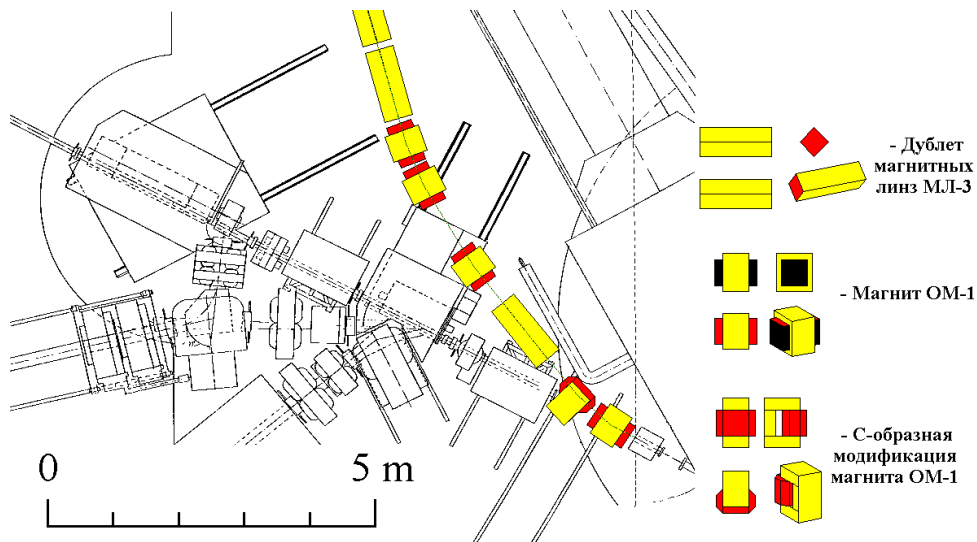 - Дублет
магнитных
линз МЛ-3
- Магнит ОМ-1
- С-образная
модификация
магнита ОМ-1
0
5 m